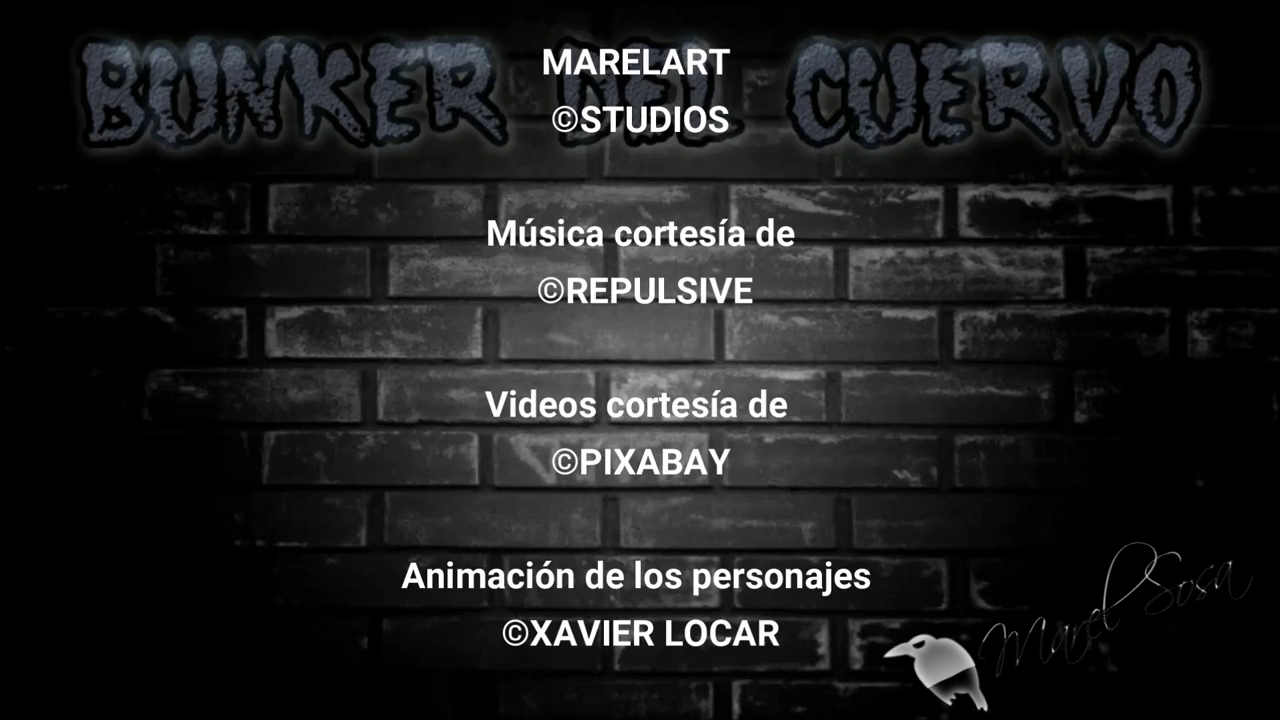 BUNKER DEL CUERVO
MARELART
©STUDIOS
Música cortesía de
©REPULSIVE
Videos cortesía de
©PIXABAY
Animación de los personajes
©XAVIER LOCAR
Marel Sosa